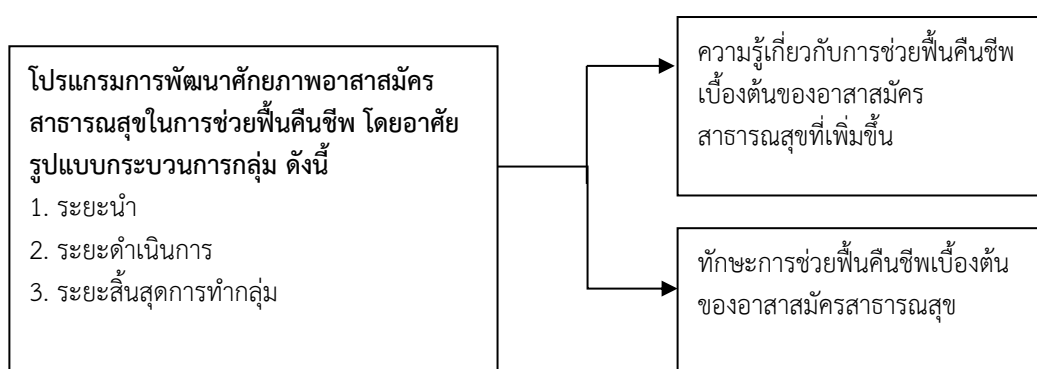 โปรแกรมการพัฒนาศักยภาพอาสาสมัคร
สาธารณสุขในการช่วยฟื้นคืนชีพ โดยอาศัย
รูปแบบกระบวนการกลุ่ม ดังนี้
1. ระยะนำ
2. ระยะดำเนินการ
3. ระยะสิ้นสุดการทำกลุ่ม
ความรู้เกี่ยวกับการช่วยฟื้นคืนชีพ
เบื้องต้นของอาสาสมัคร
สาธารณสุขที่เพิ่มขึ้น
ทักษะการช่วยฟื้นคืนชีพเบื้องต้น
ของอาสาสมัครสาธารณสุข